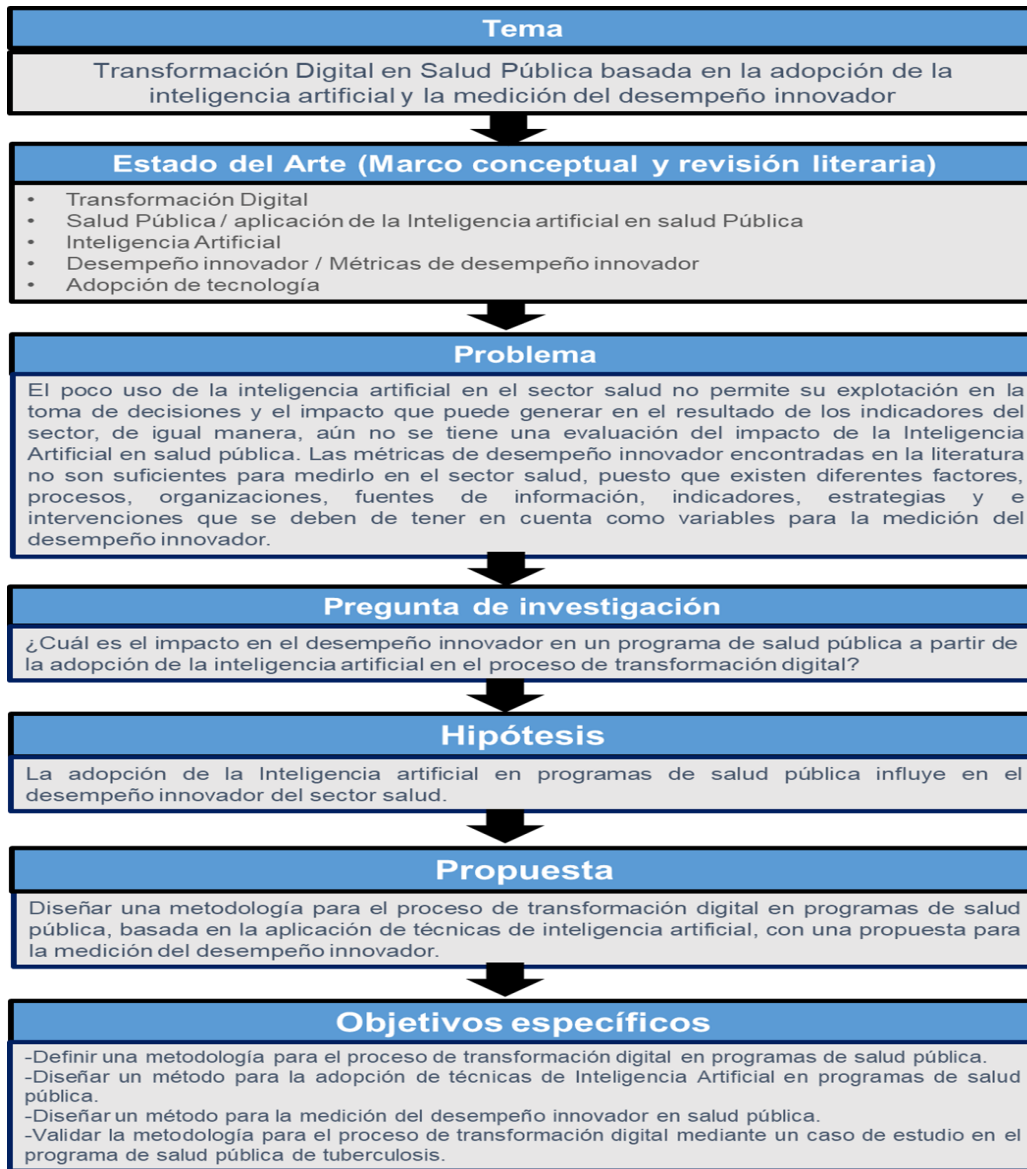 Tema
Transformación Digital en Salud Pública basada en la adopción de la
inteligencia artificial y la medición del desempeño innovador
Estado del Arte (Marco conceptual y revisión literaria)
• Transformación Digital
• Salud Pública / aplicación de la Inteligencia artificial en salud Pública
• Inteligencia Artificial
• Desempeño innovador / Métricas de desempeño innovador
• Adopción de tecnología
Problema
El poco uso de la inteligencia artificial en el sector salud no permite su explotación en la
toma de decisiones y el impacto que puede generar en el resultado de los indicadores del
sector, de igual manera, aún no se tiene una evaluación del impacto de la Inteligencia
Artificial en salud pública. Las métricas de desempeño innovador encontradas en la literatura
no son suficientes para medirlo en el sector salud, puesto que existen diferentes factores,
procesos, organizaciones, fuentes de información, indicadores, estrategias y e
intervenciones que se deben de tener en cuenta como variables para la medición del
desempeño innovador.
Pregunta de investigación
¿Cuál es el impacto en el desempeño innovador en un programa de salud pública a partir de
la adopción de la inteligencia artificial en el proceso de transformación digital?
Hipótesis
La adopción de la Inteligencia artificial en programas de salud pública influye en el
desempeño innovador del sector salud.
Propuesta
Diseñar una metodología para el proceso de transformación digital en programas de salud
pública, basada en la aplicación de técnicas de inteligencia artificial, con una propuesta para
la medición del desempeño innovador.
Objetivos específicos
-Definir una metodología para el proceso de transformación digital en programas de salud pública.
-Diseñar un método para la adopción de técnicas de Inteligencia Artificial en programas de salud
pública.
-Diseñar un método para la medición del desempeño innovador en salud pública.
-Validar la metodología para el proceso de transformación digital mediante un caso de estudio en el
programa de salud pública de tuberculosis.